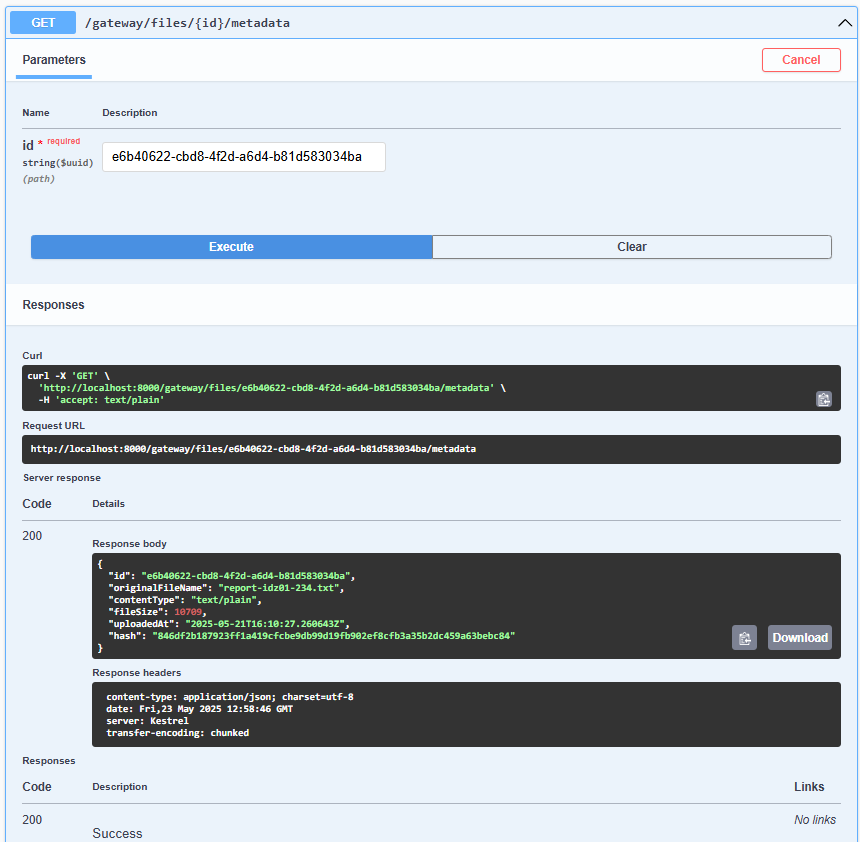 GET /gateway/files/{id}/metadata
Parameters
Cancel
Name Description
id * required
string($uuid)
(path)
e6b40622-cbd8-4f2d-a6d4-b81d583034ba
Execute Clear
Responses
Curl
curl -X 'GET' \
'http://localhost:8000/gateway/files/e6b40622-cbd8-4f2d-a6d4-b81d583034ba/metadata' \
-H 'accept: text/plain'
Request URL
http://localhost:8000/gateway/files/e6b40622-cbd8-4f2d-a6d4-b81d583034ba/metadata
Server response
Code Details
200
Response body
{
"id": "e6b40622-cbd8-4f2d-a6d4-b81d583034ba",
"originalFileName": "report-idz01-234.txt",
"contentType": "text/plain",
"fileSize": 10709,
"uploadedAt": "2025-05-21T16:10:27.260643Z",
"hash": "846df2b187923ff1a419cfcbe9db99d19fb902ef8cfb3a35b2dc459a63bebc84"
}
Download
Response headers
content-type: application/json; charset=utf-8
date: Fri,23 May 2025 12:58:46 GMT
server: Kestrel
transfer-encoding: chunked
Responses
Code Description Links
200 No links
Success